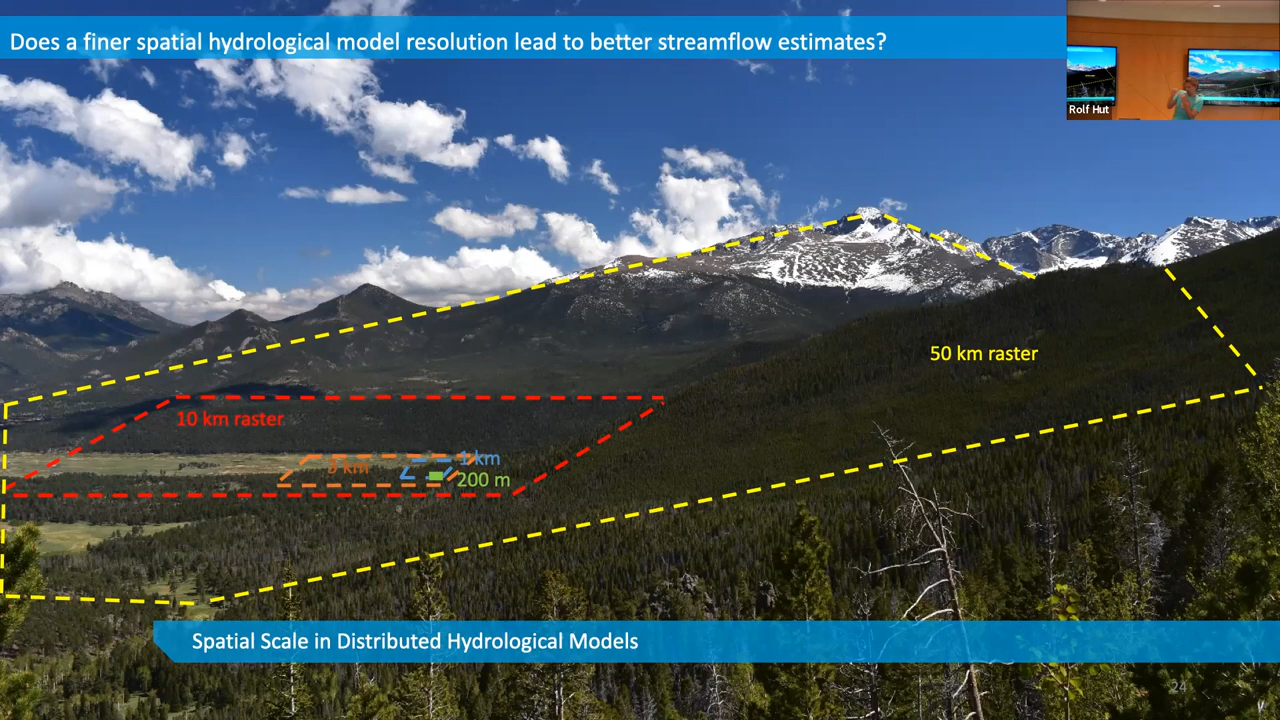 Does a finer spatial hydrological model resolution lead to better streamflow estimates?
Rolf Hut
50 km raster
10 km raster
3 km
1 km
200 m
Spatial Scale in Distributed Hydrological Models
24